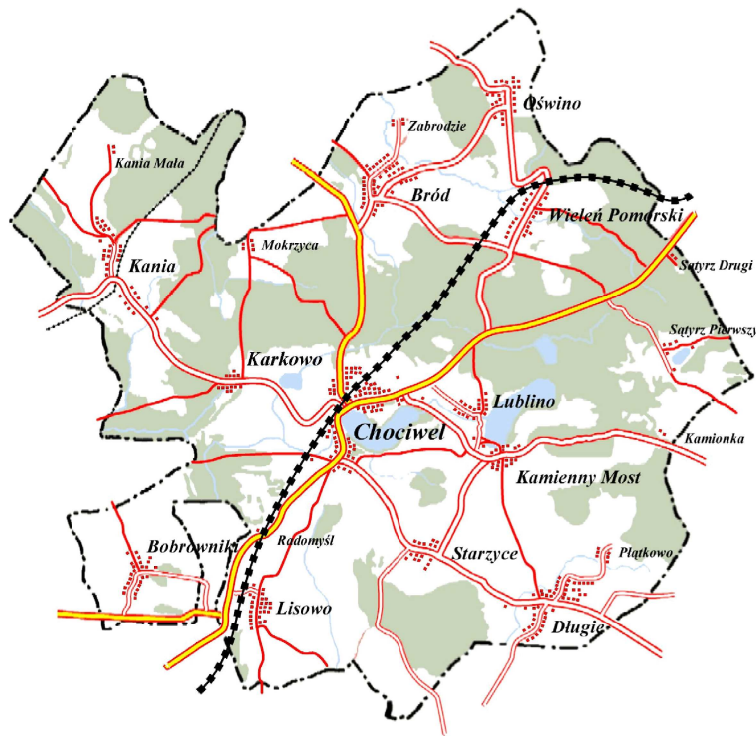 Oświno
Zabrodzie
Kania Mała
Bród
Wieleń Pomorski
Mokrzyca
Kania
Sątyrz Drugi
Sątyrz Pierwszy
Karkowo
Lublino
Chociwel
Kamionka
Kamienny Most
Radomyśl
Bobrowniki
Starzyce
Płątkowo
Lisowo
Długie